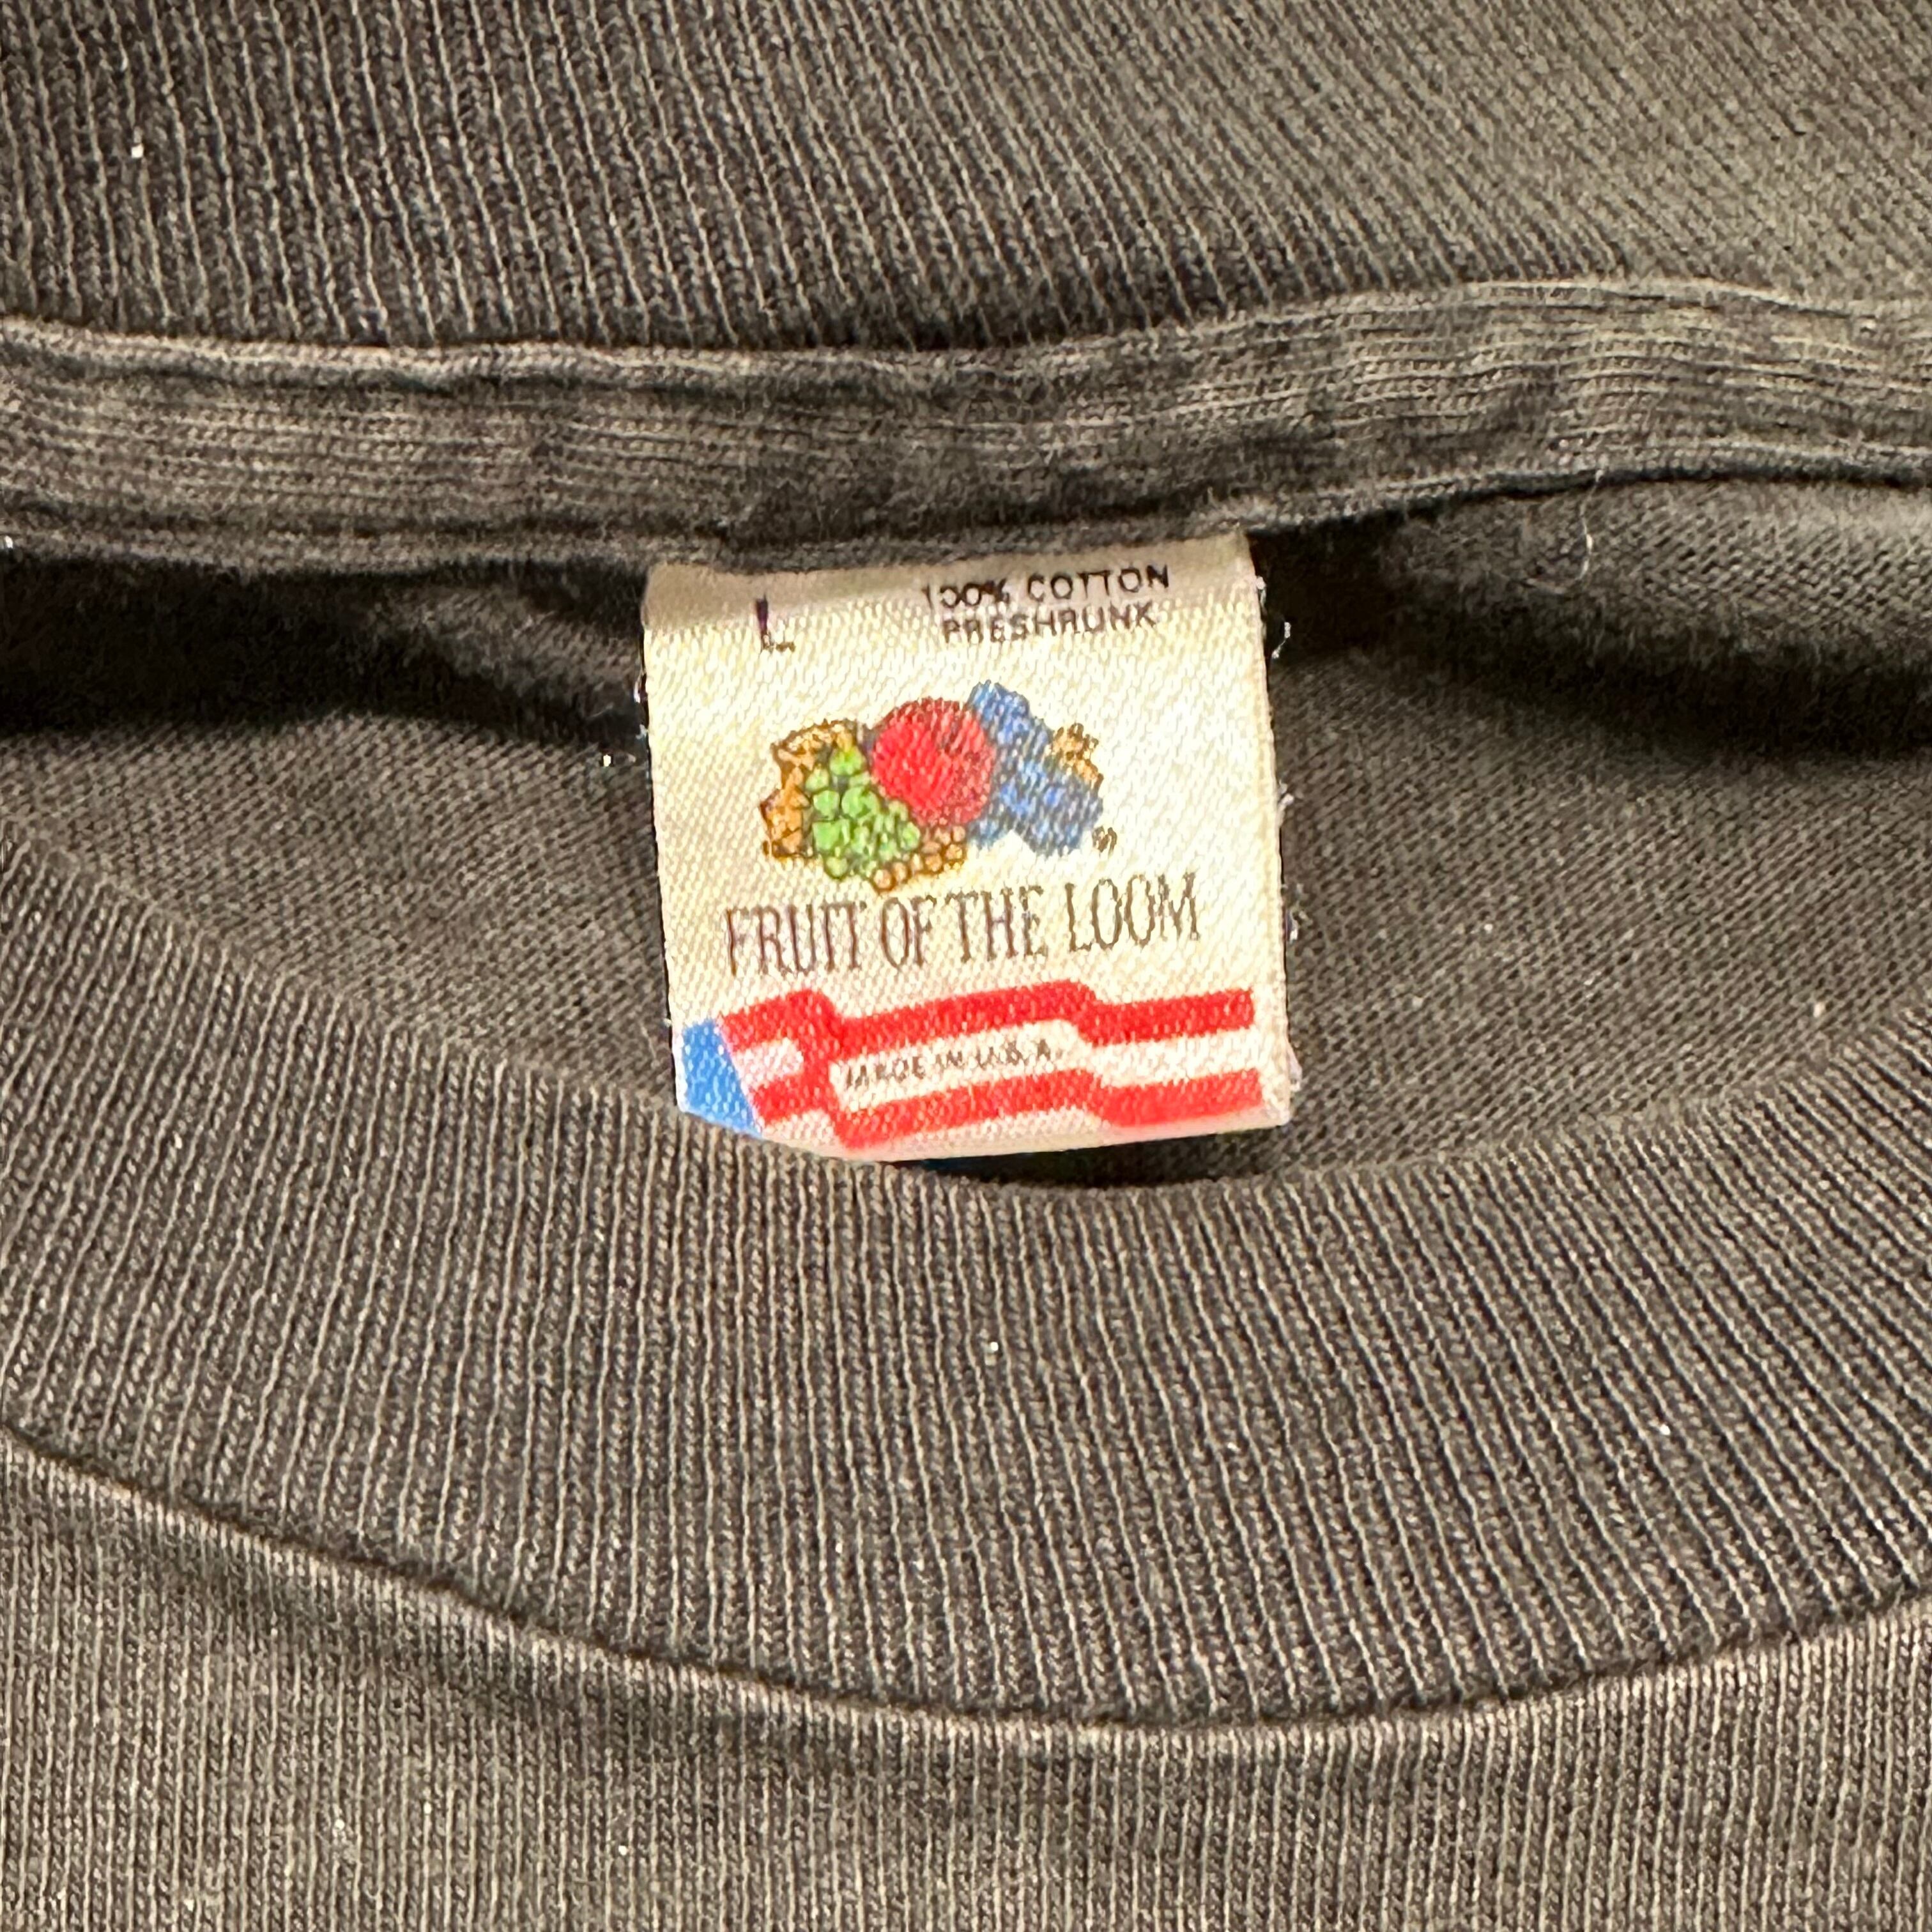 L
100% COTTON
PRESHRUNK
FRUIT OF THE LOOM
MADE IN U.S.A.